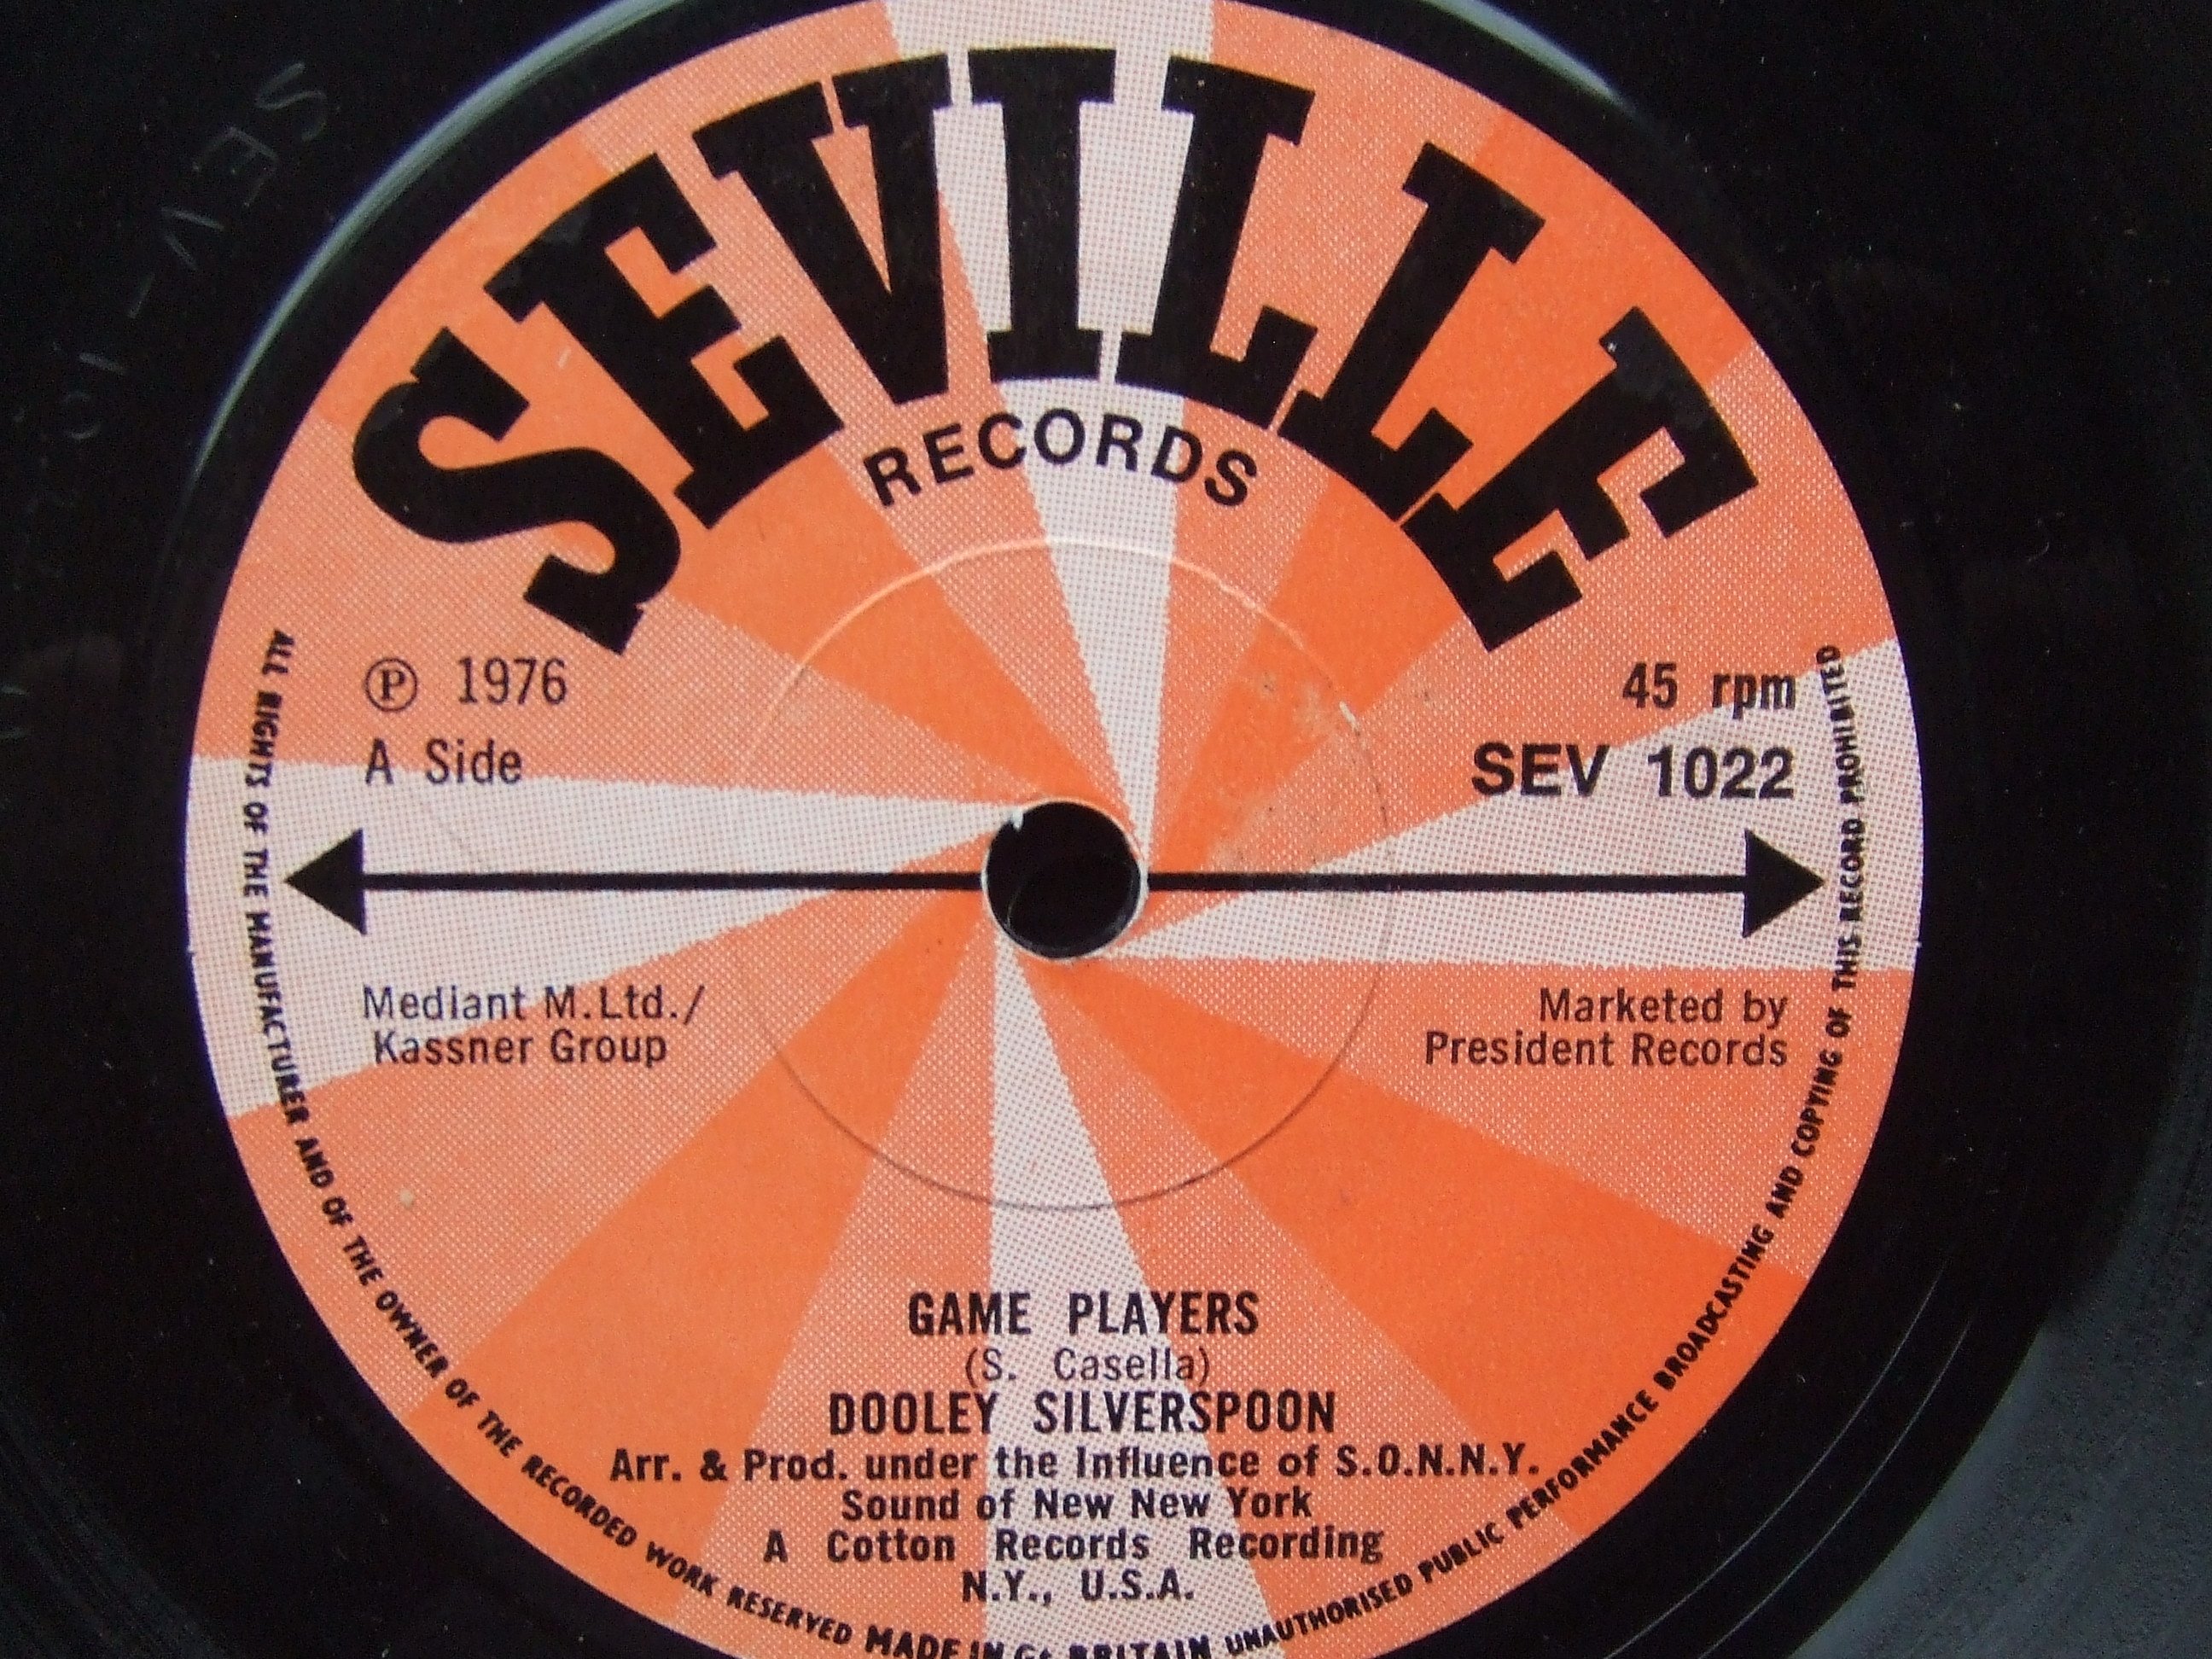 SEVILLE
RECORDS
℗ 1976
A Side
45 rpm
SEV 1022
Mediant M.Ltd./
Kassner Group
Marketed by
President Records
GAME PLAYERS
(S. Casella)
DOOLEY SILVERSPOON
Arr. & Prod. under the Influence of S.O.N.N.Y.
Sound of New New York
A Cotton Records Recording
N.Y., U.S.A.
ALL RIGHTS OF THE MANUFACTURER AND OF THE OWNER OF THE RECORDED WORK RESERVED MADE IN Gt BRITAIN UNAUTHORISED PUBLIC PERFORMANCE BROADCASTING AND COPYING OF THIS RECORD PROHIBITED
SEV-10